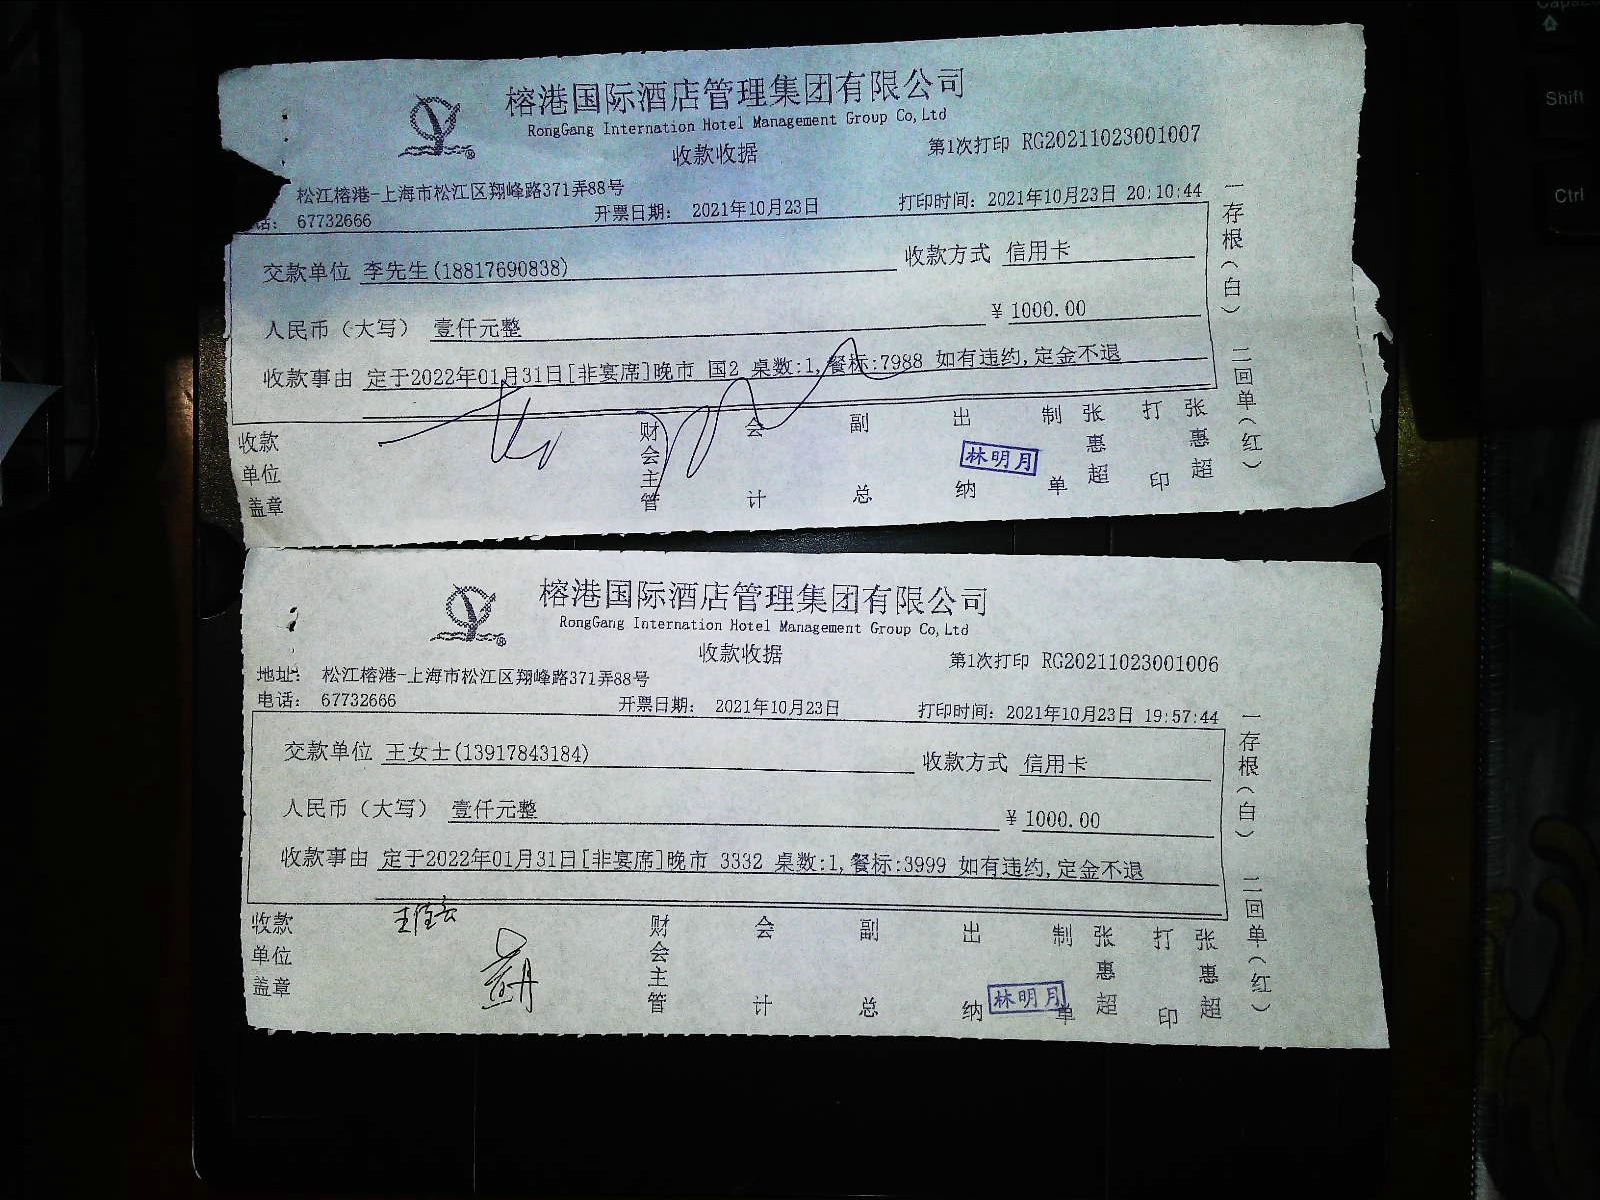 榕港国际酒店管理集团有限公司
RongGang Internation Hotel Management Group Co,Ltd
收款收据
第1次打印 RG20211023001007
松江榕港-上海市松江区翔峰路371弄88号
话: 67732666
开票日期: 2021年10月23日
打印时间: 2021年10月23日 20:10:44
交款单位 李先生(18817690838)
收款方式 信用卡
人民币(大写) 壹仟元整
¥ 1000.00
收款事由 定于2022年01月31日[非宴席]晚市 国2 桌数:1,餐标:7988 如有违约,定金不退
收款单位盖章
财会主管
会计
副总
出纳
林明月
制单
张惠超
打印
张惠超
一存根(白)
二回单(红)
榕港国际酒店管理集团有限公司
RongGang Internation Hotel Management Group Co,Ltd
收款收据
第1次打印 RG20211023001006
地址: 松江榕港-上海市松江区翔峰路371弄88号
电话: 67732666
开票日期: 2021年10月23日
打印时间: 2021年10月23日 19:57:44
交款单位 王女士(13917843184)
收款方式 信用卡
人民币(大写) 壹仟元整
¥ 1000.00
收款事由 定于2022年01月31日[非宴席]晚市 3332 桌数:1,餐标:3999 如有违约,定金不退
收款单位盖章
财会主管
会计
副总
出纳
林明月
制单
张惠超
打印
张惠超
一存根(白)
二回单(红)
Shift
Ctrl